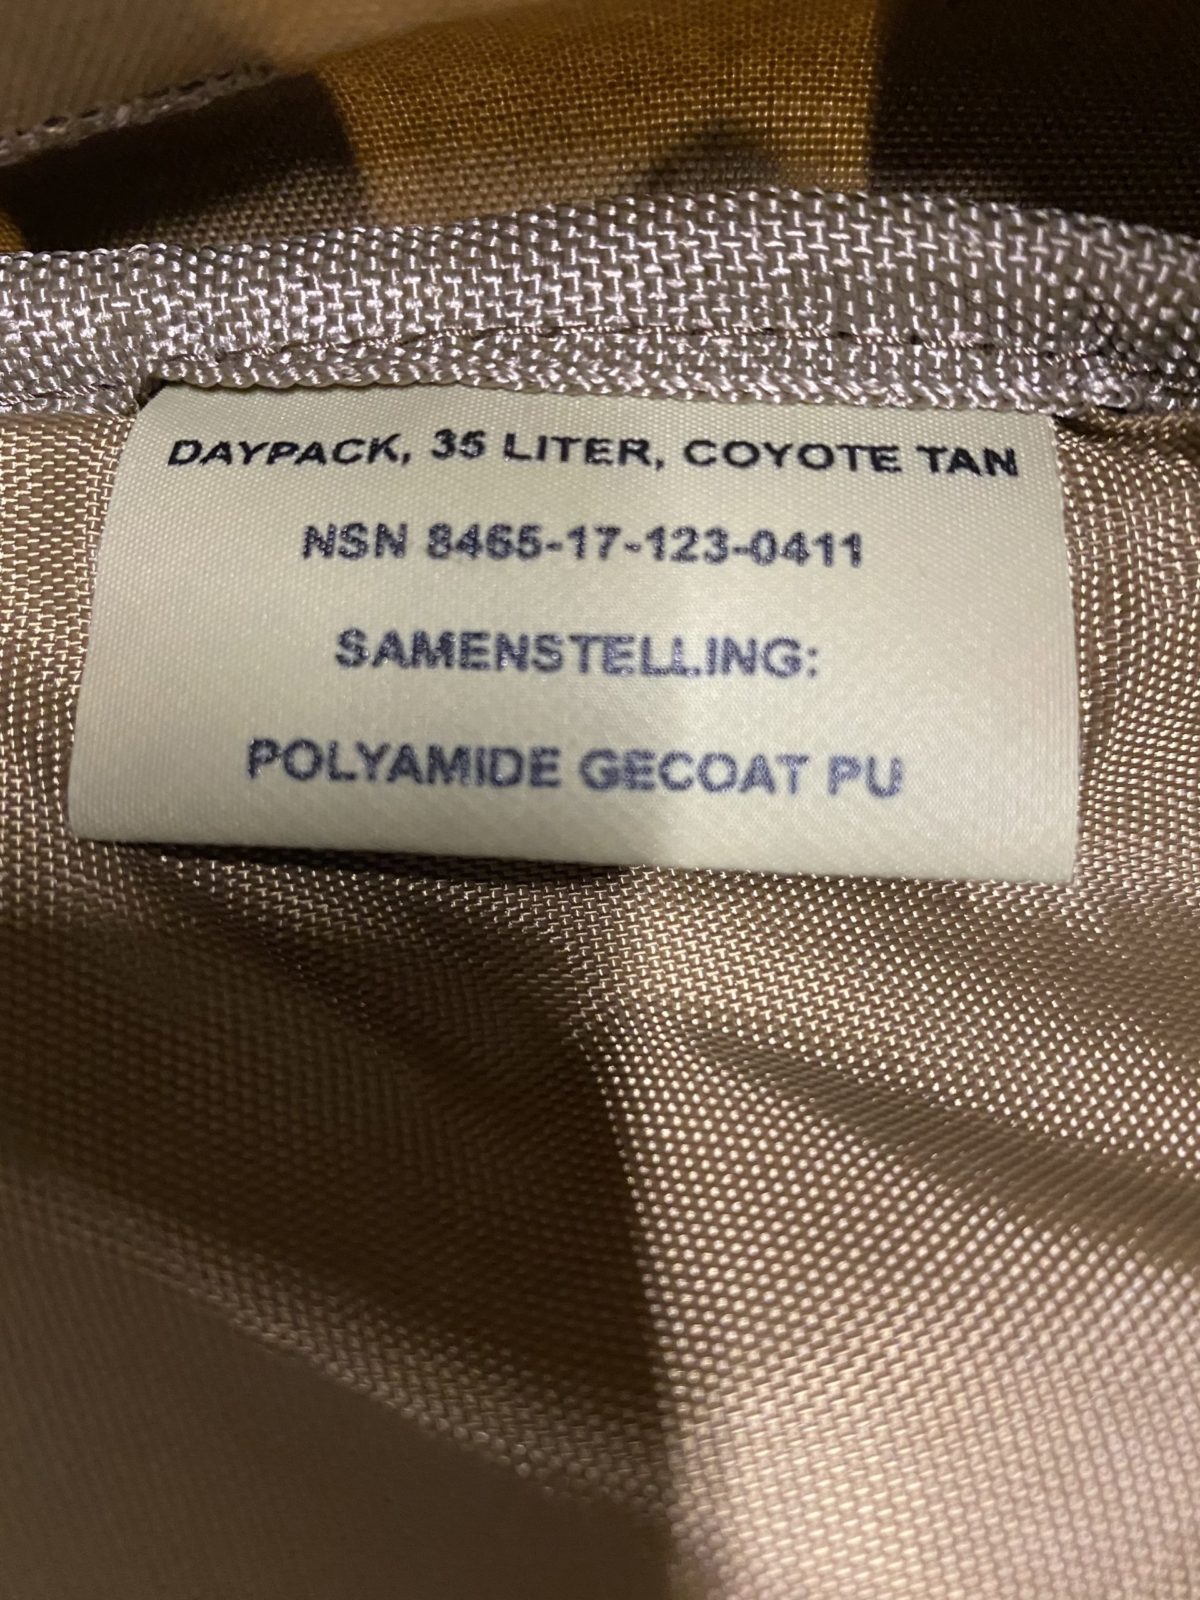 DAYPACK, 35 LITER, COYOTE TAN
NSN 8465-17-123-0411
SAMENSTELLING:
POLYAMIDE GECOAT PU